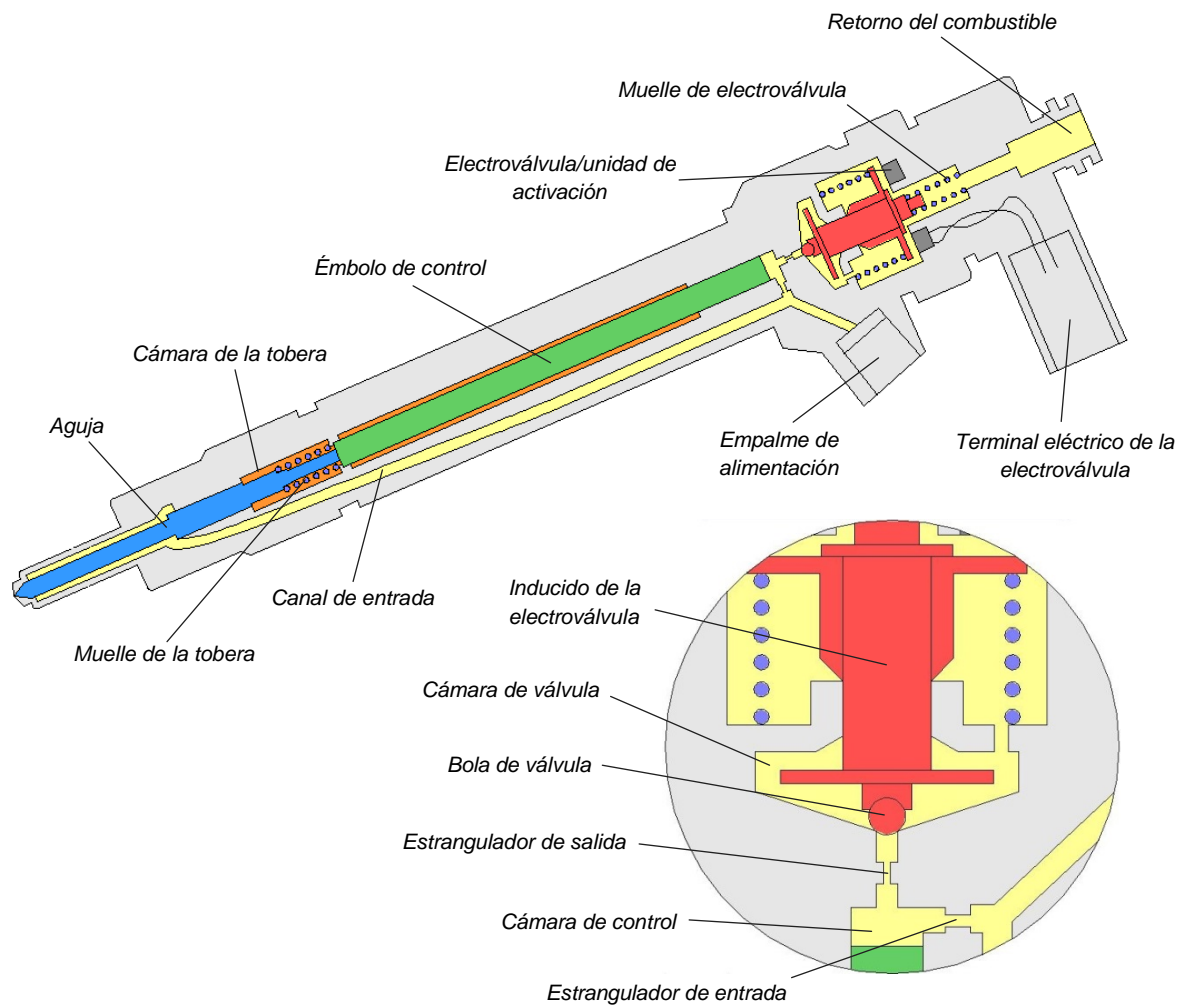 Retorno del combustible
Muelle de electroválvula
Electroválvula/unidad de
activación
Émbolo de control
Cámara de la tobera
Aguja
Empalme de
alimentación
Terminal eléctrico de la
electroválvula
Canal de entrada
Muelle de la tobera
Inducido de la
electroválvula
Cámara de válvula
Bola de válvula
Estrangulador de salida
Cámara de control
Estrangulador de entrada